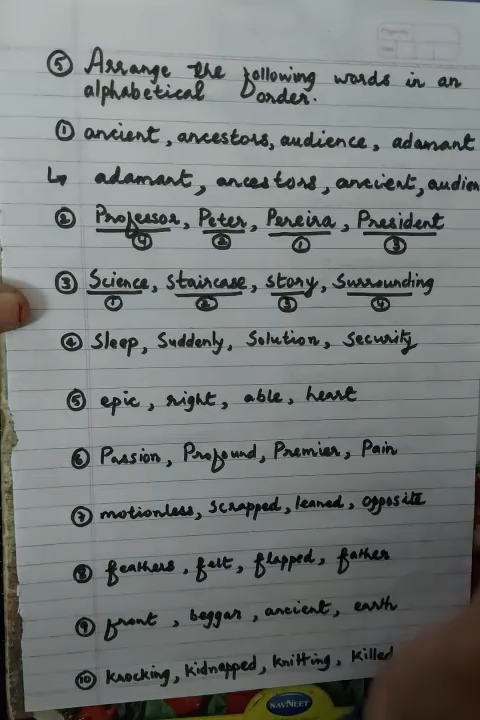 ⑤ Arrange the following words in an
alphabetical order.
① ancient, ancestors, audience, adamant
↳ adamant, ancestors, ancient, audien
② Professor, Peter, Pereira, President
④ ② ① ③
③ Science, Staircase, story, Surrounding
① ② ③ ④
④ Sleep, Suddenly, Solution, Security
⑤ epic, right, able, heart
⑥ Passion, Profound, Premier, Pain
⑦ motionless, scrapped, leaned, opposite
⑧ feathers, felt, flapped, father
⑨ front, beggar, ancient, earth
⑩ Knocking, kidnapped, knitting, killed
NAVNEET